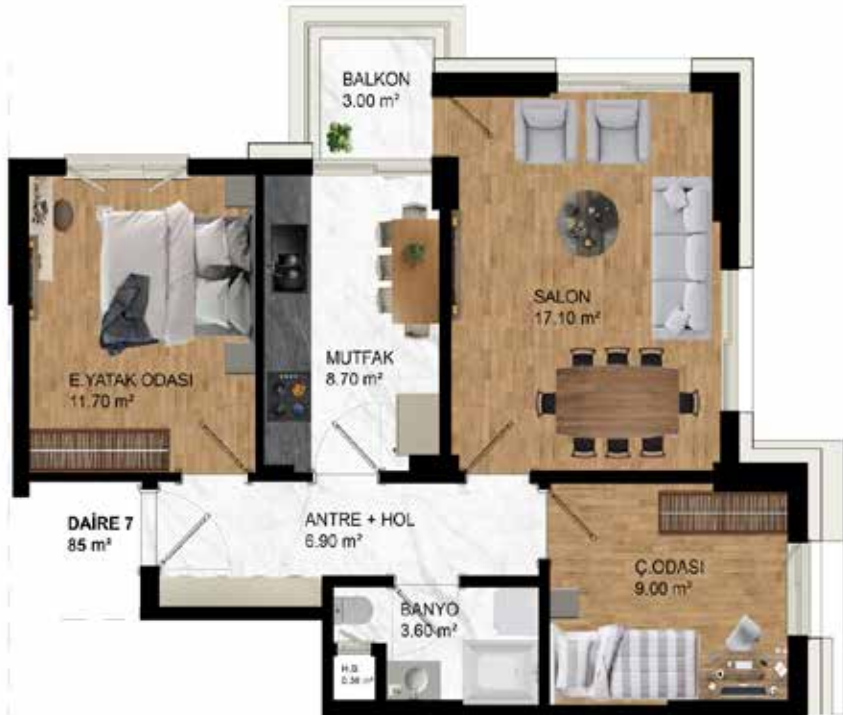 BALKON
3.00 m²
SALON
17.10 m²
MUTFAK
8.70 m²
E.YATAK ODASI
11.70 m²
DAİRE 7
85 m²
ANTRE + HOL
6.90 m²
Ç.ODASI
9.00 m²
BANYO
3.60 m²
m²